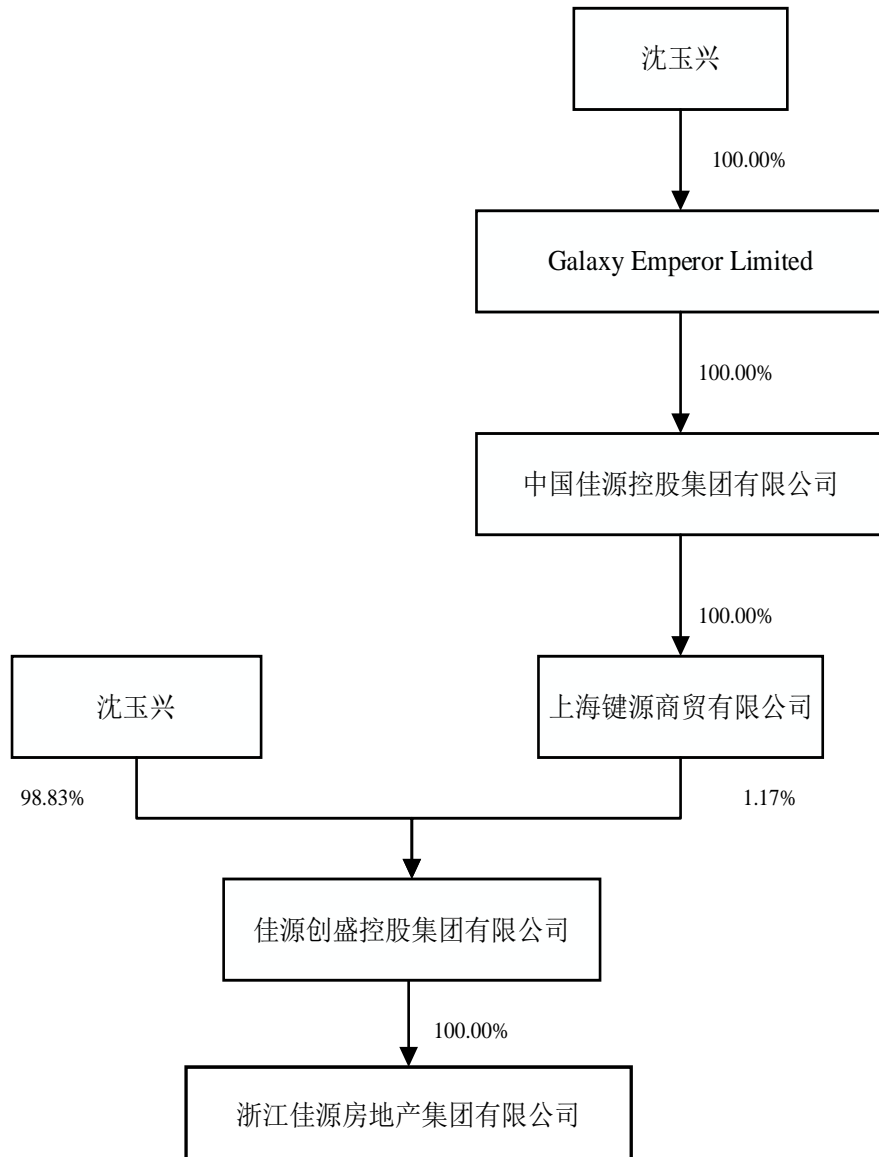 沈玉兴
100.00%
Galaxy Emperor Limited
100.00%
中国佳源控股集团有限公司
100.00%
沈玉兴
上海键源商贸有限公司
98.83%
1.17%
佳源创盛控股集团有限公司
100.00%
浙江佳源房地产集团有限公司